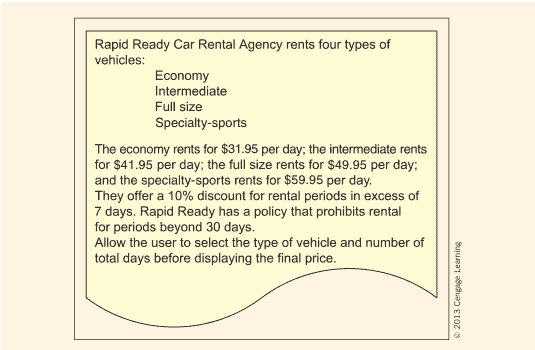 Rapid Ready Car Rental Agency rents four types of
vehicles:
Economy
Intermediate
Full size
Specialty-sports
The economy rents for $31.95 per day; the intermediate rents
for $41.95 per day; the full size rents for $49.95 per day;
and the specialty-sports rents for $59.95 per day.
They offer a 10% discount for rental periods in excess of
7 days. Rapid Ready has a policy that prohibits rental
for periods beyond 30 days.
Allow the user to select the type of vehicle and number of
total days before displaying the final price.
© 2013 Cengage Learning